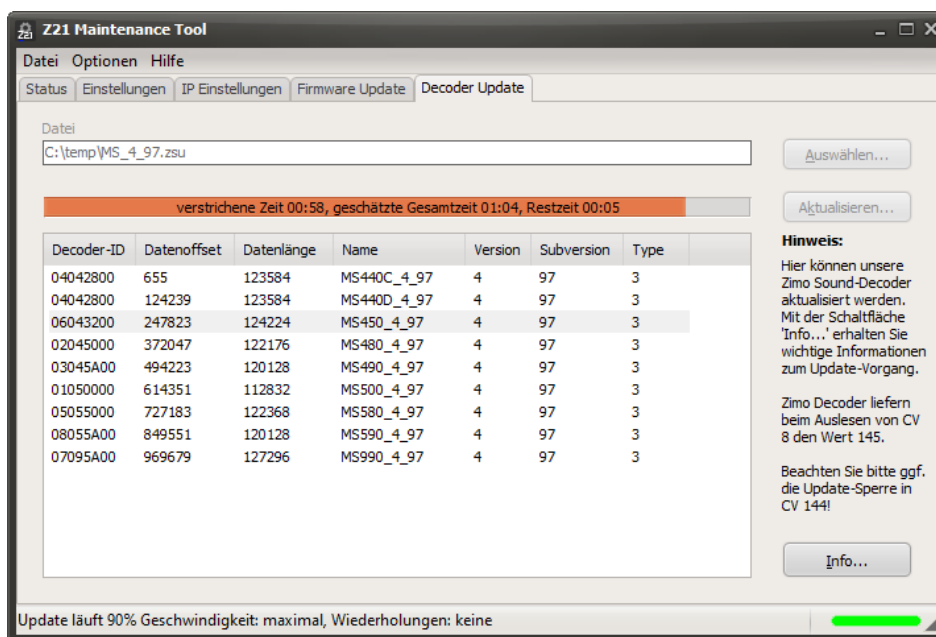 Z21 Maintenance Tool
Datei Optionen Hilfe
Status Einstellungen IP Einstellungen Firmware Update Decoder Update
Datei
C:\temp\MS_4_97.zsu
Auswählen...
verstrichene Zeit 00:58, geschätzte Gesamtzeit 01:04, Restzeit 00:05
Aktualisieren...
Decoder-ID Datenoffset Datenlänge Name Version Subversion Type
04042800 655 123584 MS440C_4_97 4 97 3
04042800 124239 123584 MS440D_4_97 4 97 3
06043200 247823 124224 MS450_4_97 4 97 3
02045000 372047 122176 MS480_4_97 4 97 3
03045A00 494223 120128 MS490_4_97 4 97 3
01050000 614351 112832 MS500_4_97 4 97 3
05055000 727183 122368 MS580_4_97 4 97 3
08055A00 849551 120128 MS590_4_97 4 97 3
07095A00 969679 127296 MS990_4_97 4 97 3
Hinweis:
Hier können unsere
Zimo Sound-Decoder
aktualisiert werden.
Mit der Schaltfläche
'Info...' erhalten Sie
wichtige Informationen
zum Update-Vorgang.
Zimo Decoder liefern
beim Auslesen von CV
8 den Wert 145.
Beachten Sie bitte ggf.
die Update-Sperre in
CV 144!
Info...
Update läuft 90% Geschwindigkeit: maximal, Wiederholungen: keine